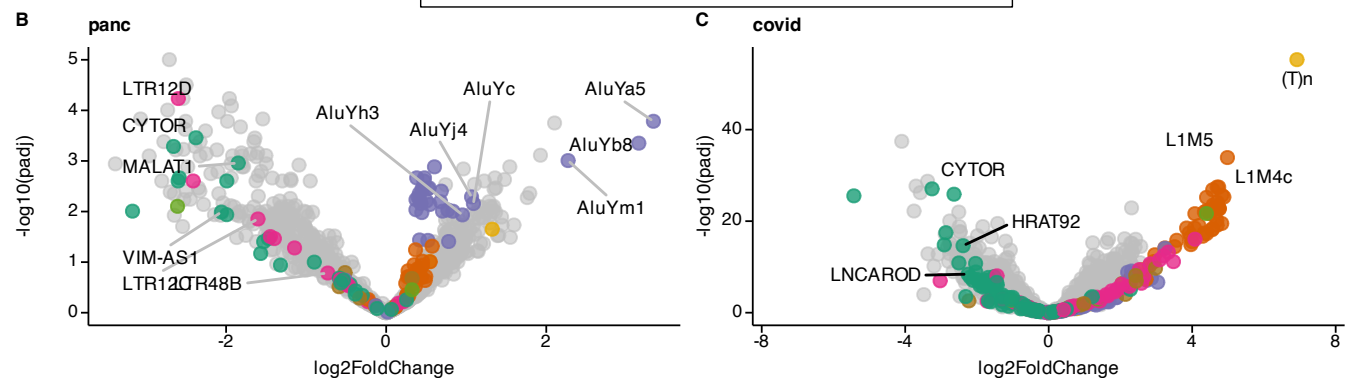 B
panc
-log10(padj)
5
4
3
2
1
0
LTR12D
CYTOR
MALAT1
VIM-AS1
LTR12C
LTR48B
AluYh3
AluYj4
AluYc
AluYa5
AluYb8
AluYm1
-2
0
2
log2FoldChange
C
covid
-log10(padj)
40
20
0
(T)n
L1M5
L1M4c
CYTOR
HRAT92
LNCAROD
-8
-4
0
4
8
log2FoldChange